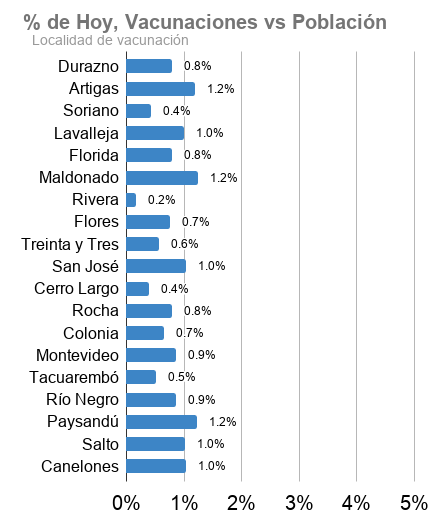 % de Hoy, Vacunaciones vs Población
Localidad de vacunación
Durazno 0.8%
Artigas 1.2%
Soriano 0.4%
Lavalleja 1.0%
Florida 0.8%
Maldonado 1.2%
Rivera 0.2%
Flores 0.7%
Treinta y Tres 0.6%
San José 1.0%
Cerro Largo 0.4%
Rocha 0.8%
Colonia 0.7%
Montevideo 0.9%
Tacuarembó 0.5%
Río Negro 0.9%
Paysandú 1.2%
Salto 1.0%
Canelones 1.0%
0% 1% 2% 3% 4% 5%